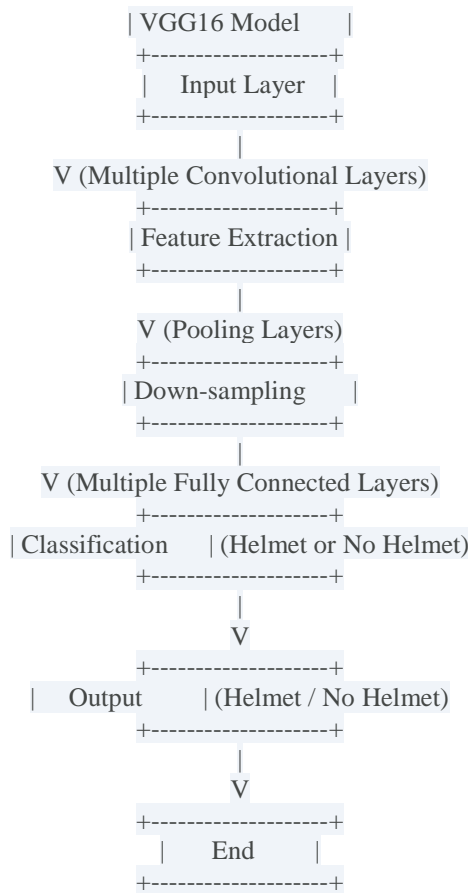 | VGG16 Model |
+--------------------+
| Input Layer |
+--------------------+
|
V (Multiple Convolutional Layers)
+--------------------+
| Feature Extraction |
+--------------------+
|
V (Pooling Layers)
+--------------------+
| Down-sampling |
+--------------------+
|
V (Multiple Fully Connected Layers)
+--------------------+
| Classification | (Helmet or No Helmet)
+--------------------+
|
V
+--------------------+
| Output | (Helmet / No Helmet)
+--------------------+
|
V
+--------------------+
| End |
+--------------------+